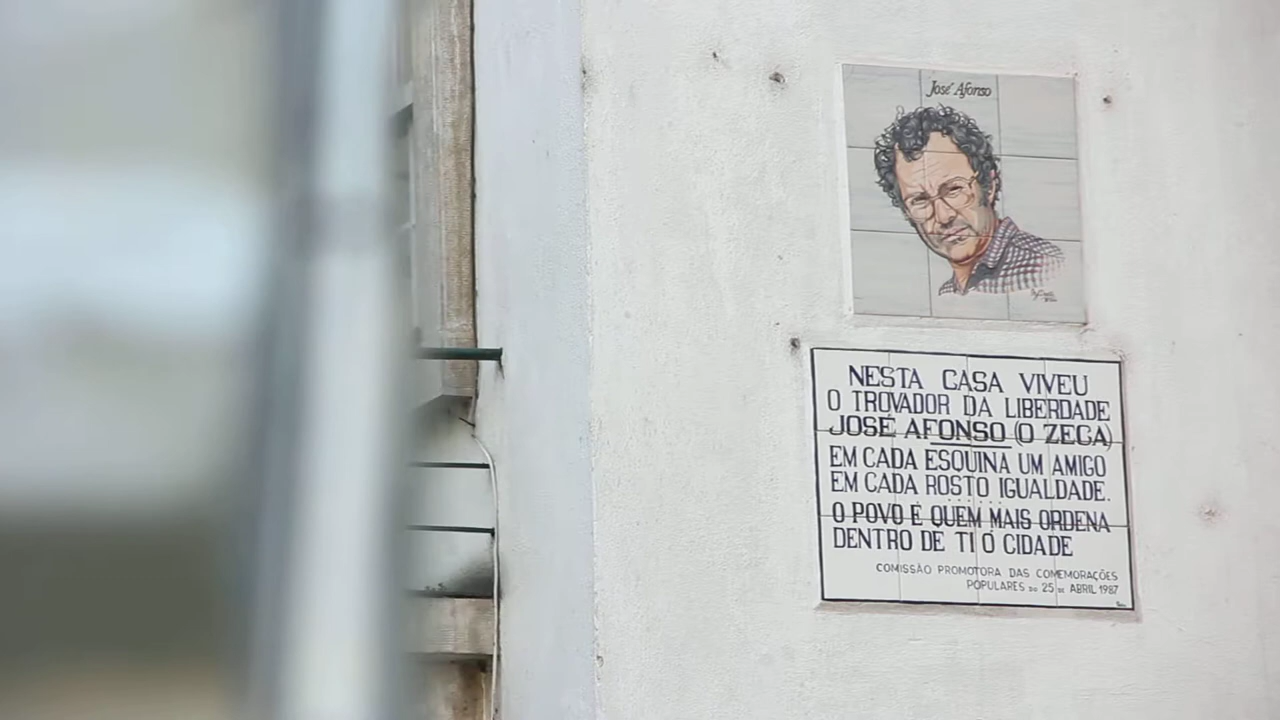 José Afonso
NESTA CASA VIVEU
O TROVADOR DA LIBERDADE
JOSÉ AFONSO (O ZECA)
EM CADA ESQUINA UM AMIGO
EM CADA ROSTO IGUALDADE.
O POVO É QUEM MAIS ORDENA
DENTRO DE TI Ó CIDADE
COMISSÃO PROMOTORA DAS COMEMORAÇÕES
POPULARES DO 25 DE ABRIL 1987